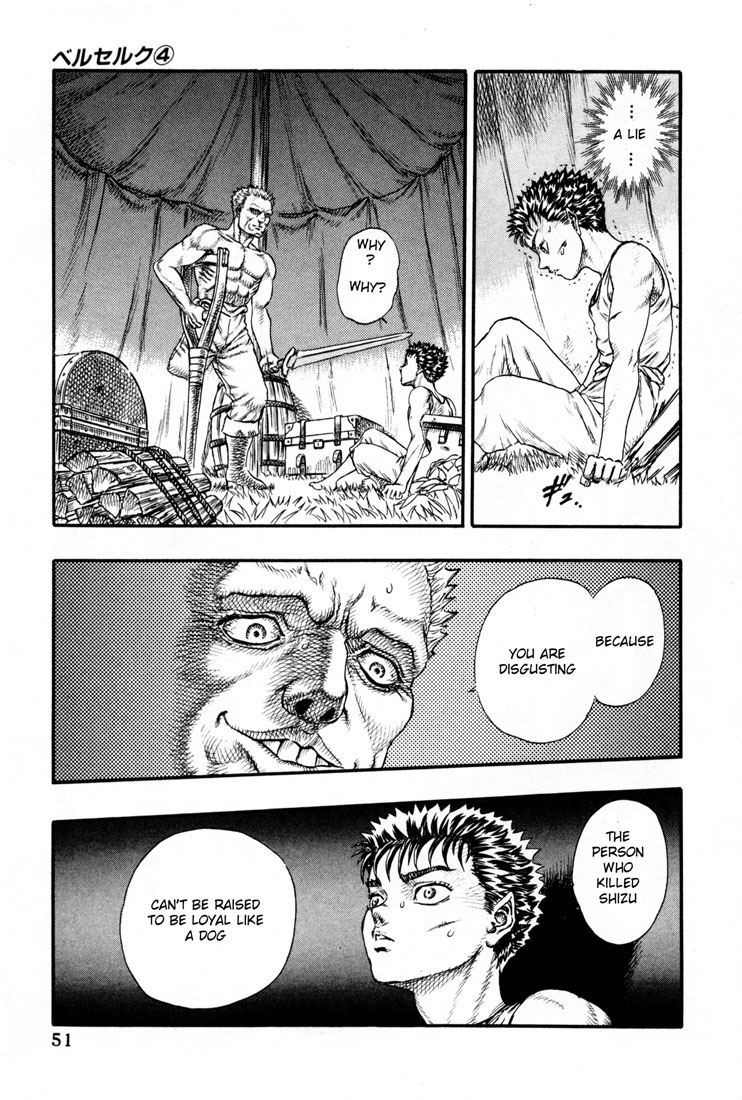 ベルセルク④
…
A LIE
…
ギュ..
WHY
?
WHY?
BECAUSE
YOU ARE
DISGUSTING
THE
PERSON
WHO
KILLED
SHIZU
CAN'T BE RAISED
TO BE LOYAL LIKE
A DOG
51